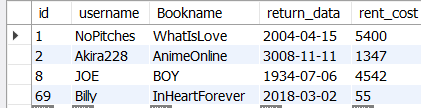 id username Bookname return_data rent_cost
1 NoPitches WhatIsLove 2004-04-15 5400
2 Akira228 AnimeOnline 3008-11-11 1347
8 JOE BOY 1934-07-06 4542
69 Billy InHeartForever 2018-03-02 55